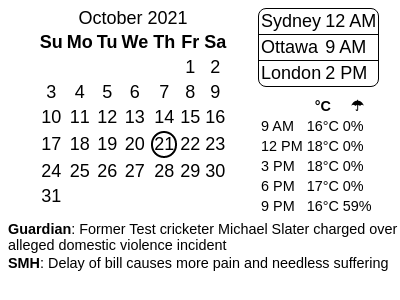 October 2021
Su Mo Tu We Th Fr Sa
1 2
3 4 5 6 7 8 9
10 11 12 13 14 15 16
17 18 19 20 21 22 23
24 25 26 27 28 29 30
31
Sydney 12 AM
Ottawa 9 AM
London 2 PM
°C ☂
9 AM 16°C 0%
12 PM 18°C 0%
3 PM 18°C 0%
6 PM 17°C 0%
9 PM 16°C 59%
Guardian: Former Test cricketer Michael Slater charged over
alleged domestic violence incident
SMH: Delay of bill causes more pain and needless suffering